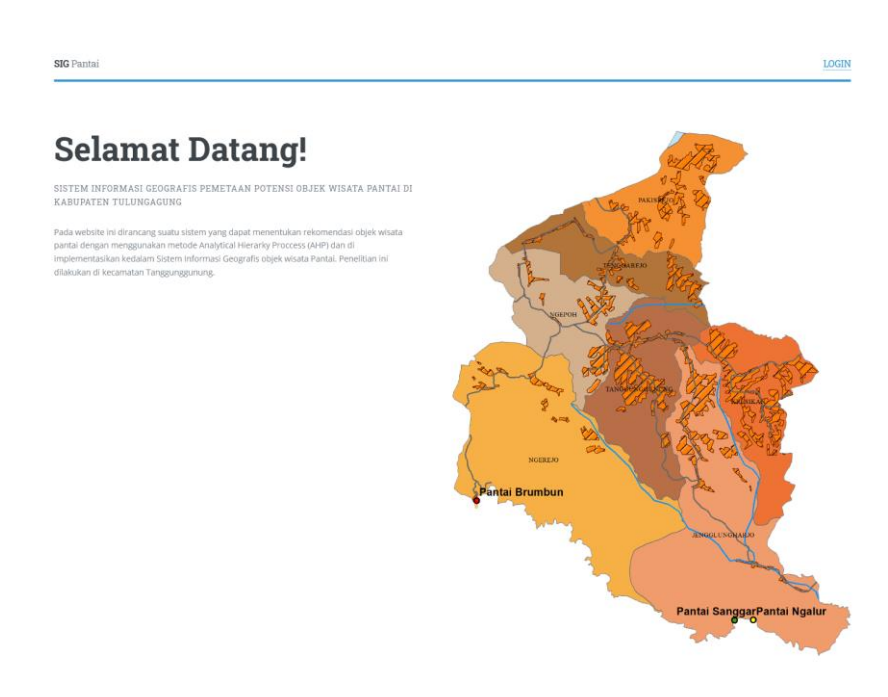 SIG Pantai
LOGIN
Selamat Datang!
SISTEM INFORMASI GEOGRAFIS PEMETAAN POTENSI OBJEK WISATA PANTAI DI
KABUPATEN TULUNGAGUNG
Pada website ini dirancang suatu sistem yang dapat menentukan rekomendasi objek wisata
pantai dengan menggunakan metode Analytical Hierarky Proccess (AHP) dan di
implementasikan kedalam Sistem Informasi Geografis objek wisata Pantai. Penelitian ini
dilakukan di kecamatan Tanggunggunung.
NGEPOH
NGEREJO
Pantai Brumbun
JENGGLUNGHARJO
Pantai Sanggar
Pantai Ngalur